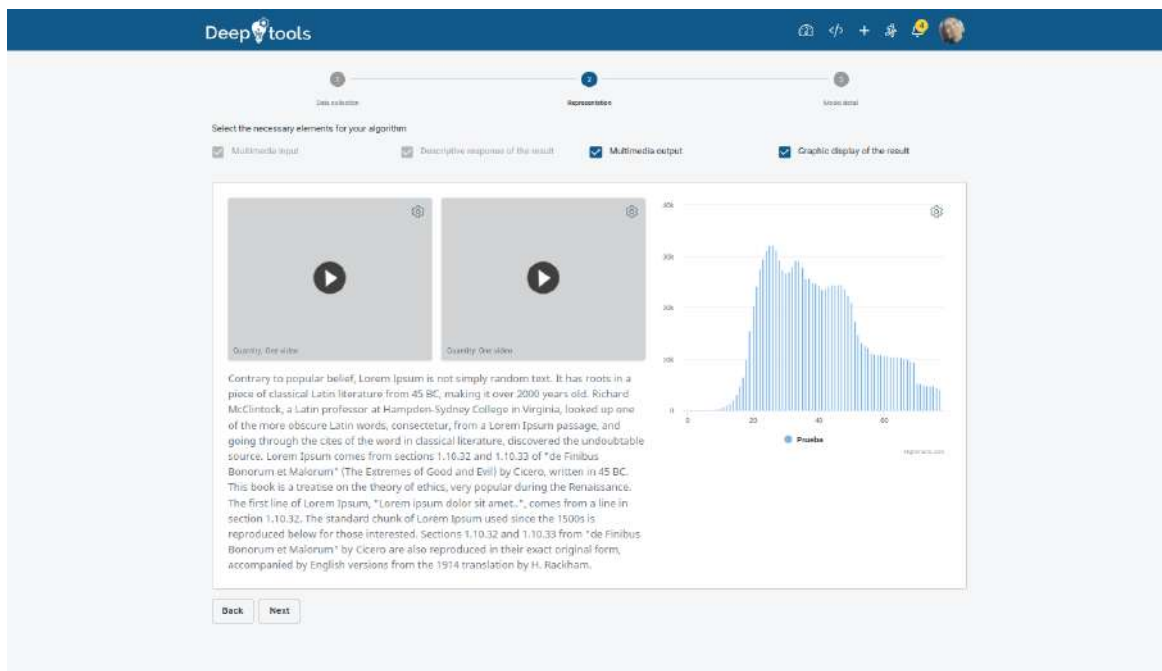 Deep tools
4
1
2
3
Data collection
Representation
Model detail
Select the necessary elements for your algorithm
Multimedia input
Descriptive response of the result
Multimedia output
Graphic display of the result
Quantity: One video
Quantity: One video
Contrary to popular belief, Lorem Ipsum is not simply random text. It has roots in a
piece of classical Latin literature from 45 BC, making it over 2000 years old. Richard
McClintock, a Latin professor at Hampden-Sydney College in Virginia, looked up one
of the more obscure Latin words, consectetur, from a Lorem Ipsum passage, and
going through the cites of the word in classical literature, discovered the undoubtable
source. Lorem Ipsum comes from sections 1.10.32 and 1.10.33 of "de Finibus
Bonorum et Malorum" (The Extremes of Good and Evil) by Cicero, written in 45 BC.
This book is a treatise on the theory of ethics, very popular during the Renaissance.
The first line of Lorem Ipsum, "Lorem ipsum dolor sit amet..", comes from a line in
section 1.10.32. The standard chunk of Lorem Ipsum used since the 1500s is
reproduced below for those interested. Sections 1.10.32 and 1.10.33 from "de Finibus
Bonorum et Malorum" by Cicero are also reproduced in their exact original form,
accompanied by English versions from the 1914 translation by H. Rackham.
40k
30k
20k
10k
0
0
20
40
60
Prueba
Highcharts.com
Back
Next